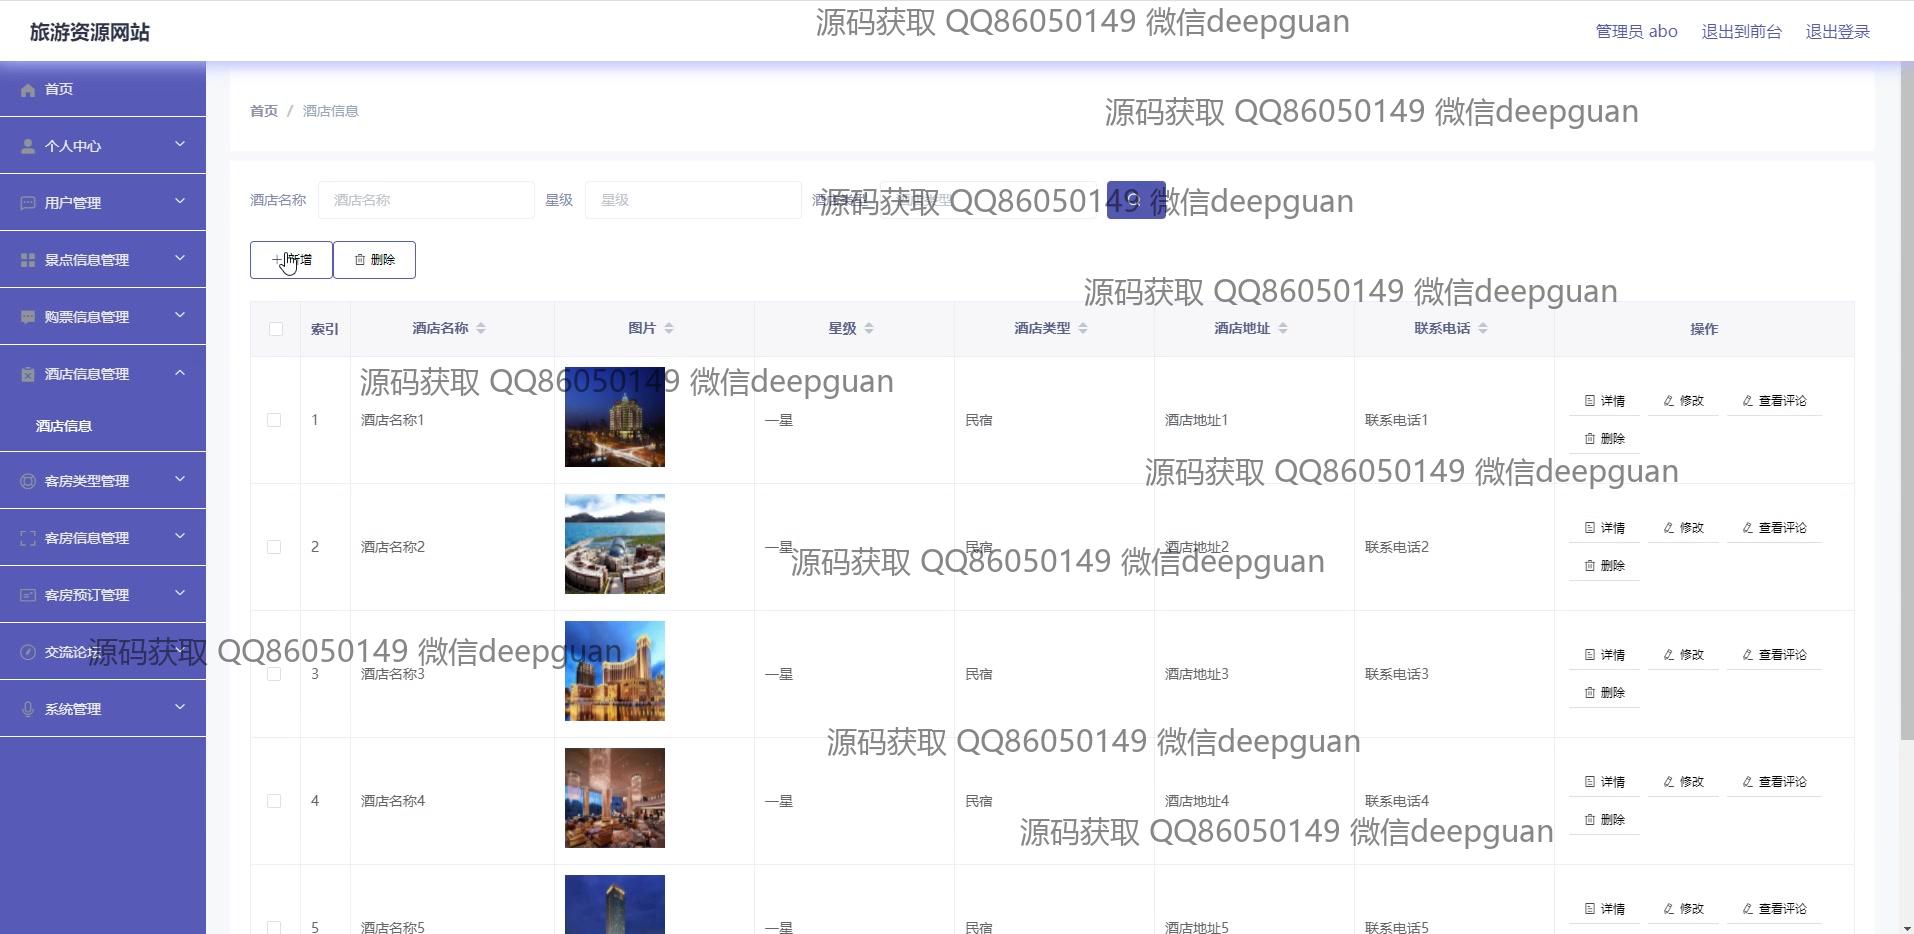 旅游资源网站
源码获取 QQ86050149 微信deepguan
管理员 abo 退出到前台 退出登录
首页
个人中心
用户管理
景点信息管理
购票信息管理
酒店信息管理
酒店信息
客房类型管理
客房信息管理
客房预订管理
交流论坛
系统管理
首页 / 酒店信息
源码获取 QQ86050149 微信deepguan
酒店名称 酒店名称 星级 星级 酒店类型 酒店类型
源码获取 QQ86050149 微信deepguan
新增 删除
源码获取 QQ86050149 微信deepguan
索引 酒店名称 图片 星级 酒店类型 酒店地址 联系电话 操作
源码获取 QQ86050149 微信deepguan
1 酒店名称1 一星 民宿 酒店地址1 联系电话1 详情 修改 查看评论
删除
源码获取 QQ86050149 微信deepguan
2 酒店名称2 一星 民宿 酒店地址2 联系电话2 详情 修改 查看评论
删除
源码获取 QQ86050149 微信deepguan
源码获取 QQ86050149 微信deepguan
3 酒店名称3 一星 民宿 酒店地址3 联系电话3 详情 修改 查看评论
删除
源码获取 QQ86050149 微信deepguan
4 酒店名称4 一星 民宿 酒店地址4 联系电话4 详情 修改 查看评论
删除
源码获取 QQ86050149 微信deepguan
5 酒店名称5 一星 民宿 酒店地址5 联系电话5 详情 修改 查看评论